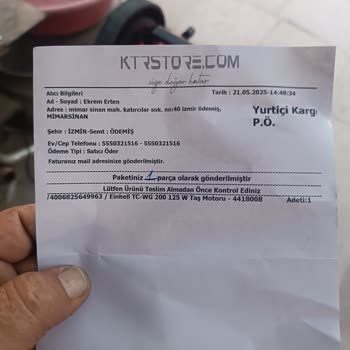 KTRSTORE.COM
üye değer katar
Alıcı Bilgileri
Tarih : 21.05.2025-14:48:34
Ad - Soyad : Ekrem Erten
Adres : mimar sinan mah. katırcılar sok. no:40 izmir ödemiş,
MİMARSİNAN
Yurtiçi Kargo
P.Ö.
Şehir : İZMİR-Semt : ÖDEMİŞ
Ev/Cep Telefonu : 5550321516 - 5550321516
Ödeme Tipi : Satıcı Öder
Faturanız mail adresinize gönderilmiştir.
Paketiniz 1 parça olarak gönderilmiştir
Lütfen Ürünü Teslim Almadan Önce Kontrol Ediniz
/4006825649963 / Einhell TC-WG 200 125 W Taş Motoru - 4418008
Adeti:1